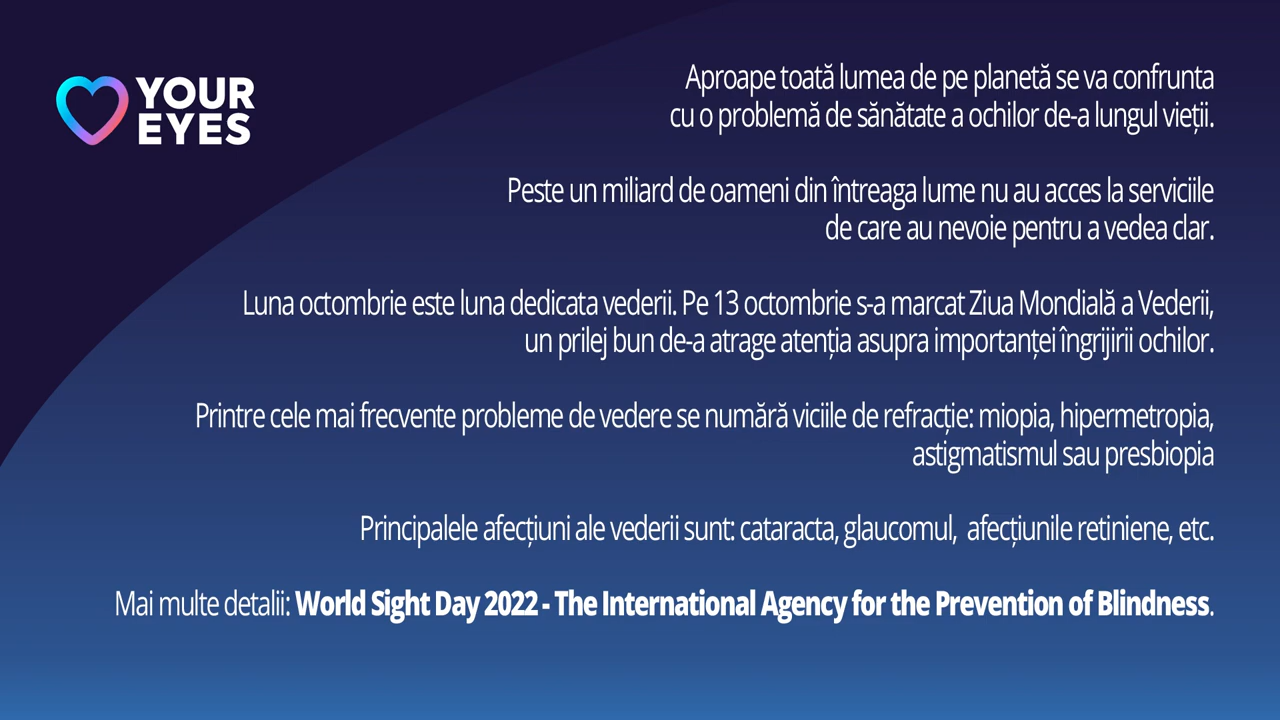 YOUR
EYES
Aproape toată lumea de pe planetă se va confrunta
cu o problemă de sănătate a ochilor de-a lungul vieții.
Peste un miliard de oameni din întreaga lume nu au acces la serviciile
de care au nevoie pentru a vedea clar.
Luna octombrie este luna dedicata vederii. Pe 13 octombrie s-a marcat Ziua Mondială a Vederii,
un prilej bun de-a atrage atenția asupra importanței îngrijirii ochilor.
Printre cele mai frecvente probleme de vedere se numără viciile de refracție: miopia, hipermetropia,
astigmatismul sau presbiopia
Principalele afecțiuni ale vederii sunt: cataracta, glaucomul, afecțiunile retiniene, etc.
Mai multe detalii: World Sight Day 2022 - The International Agency for the Prevention of Blindness.